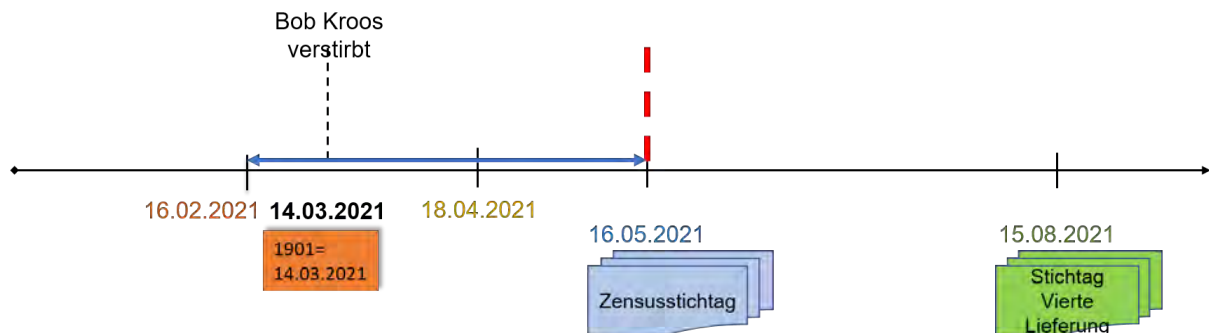 Bob Kroos
verstirbt
16.02.2021 14.03.2021 18.04.2021
1901=
14.03.2021
16.05.2021
Zensusstichtag
15.08.2021
Stichtag
Vierte
Lieferung